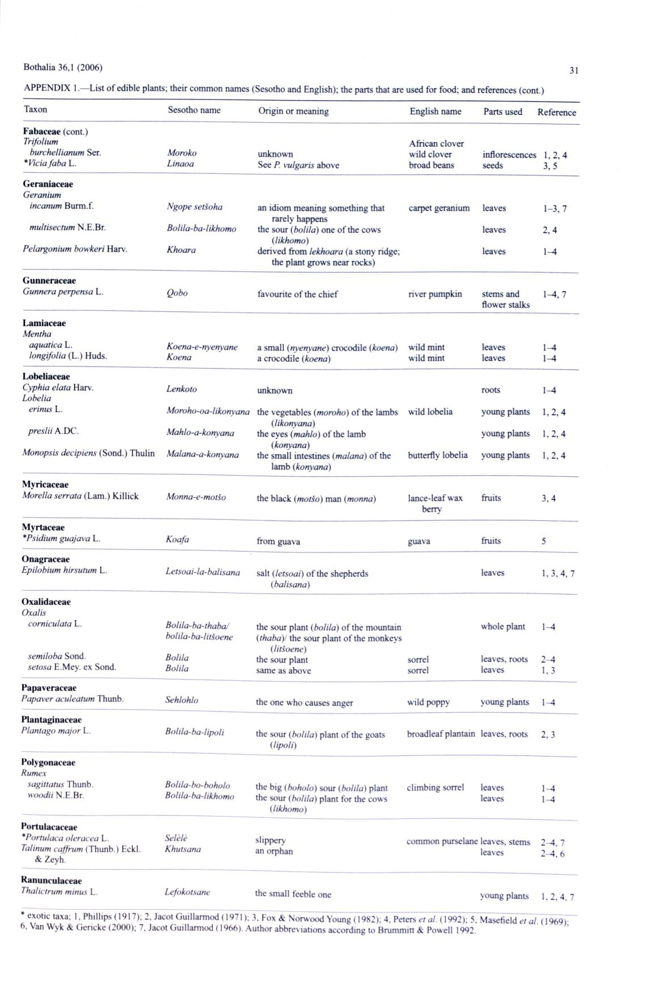 Bothalia 36,1 (2006)
31
APPENDIX 1.—List of edible plants; their common names (Sesotho and English); the parts that are used for food; and references (cont.)
Taxon Sesotho name Origin or meaning English name Parts used Reference
Fabaceae (cont.)
Trifolium African clover
burchellianum Ser. Moroko unknown wild clover inflorescences 1, 2, 4
*Vicia faba L. Linaoa See P. vulgaris above broad beans seeds 3, 5
Geraniaceae
Geranium
incanum Burm.f. Ngope setšoha an idiom meaning something that carpet geranium leaves 1–3, 7
rarely happens
multisectum N.E.Br. Bolila-ba-likhomo the sour (bolila) one of the cows leaves 2, 4
(likhomo)
Pelargonium bowkeri Harv. Khoara derived from lekhoara (a stony ridge; leaves 1–4
the plant grows near rocks)
Gunneraceae
Gunnera perpensa L. Qobo favourite of the chief river pumpkin stems and 1–4, 7
flower stalks
Lamiaceae
Mentha
aquatica L. Koena-e-nyenyane a small (nyenyane) crocodile (koena) wild mint leaves 1–4
longifolia (L.) Huds. Koena a crocodile (koena) wild mint leaves 1–4
Lobeliaceae
Cyphia elata Harv. Lenkoto unknown roots 1–4
Lobelia
erinus L. Moroho-oa-likonyana the vegetables (moroho) of the lambs wild lobelia young plants 1, 2, 4
(likonyana)
preslii A.DC. Mahlo-a-konyana the eyes (mahlo) of the lamb young plants 1, 2, 4
(konyana)
Monopsis decipiens (Sond.) Thulin Malana-a-konyana the small intestines (malana) of the butterfly lobelia young plants 1, 2, 4
lamb (konyana)
Myricaceae
Morella serrata (Lam.) Killick Monna-e-motšo the black (motšo) man (monna) lance-leaf wax fruits 3, 4
berry
Myrtaceae
*Psidium guajava L. Koafa from guava guava fruits 5
Onagraceae
Epilobium hirsutum L. Letsoai-la-balisana salt (letsoai) of the shepherds leaves 1, 3, 4, 7
(balisana)
Oxalidaceae
Oxalis
corniculata L. Bolila-ba-thaba/ the sour plant (bolila) of the mountain whole plant 1–4
bolila-ba-litšoene (thaba)/ the sour plant of the monkeys
(litšoene)
semiloba Sond. Bolila the sour plant sorrel leaves, roots 2–4
setosa E.Mey. ex Sond. Bolila same as above sorrel leaves 1, 3
Papaveraceae
Papaver aculeatum Thunb. Sehlohlo the one who causes anger wild poppy young plants 1–4
Plantaginaceae
Plantago major L. Bolila-ba-lipoli the sour (bolila) plant of the goats broadleaf plantain leaves, roots 2, 3
(lipoli)
Polygonaceae
Rumex
sagittatus Thunb. Bolila-bo-boholo the big (boholo) sour (bolila) plant climbing sorrel leaves 1–4
woodii N.E.Br. Bolila-ba-likhomo the sour (bolila) plant for the cows leaves 1–4
(likhomo)
Portulacaceae
*Portulaca oleracea L. Selèlè slippery common purselane leaves, stems 2–4, 7
Talinum caffrum (Thunb.) Eckl. Khutsana an orphan leaves 2–4, 6
& Zeyh.
Ranunculaceae
Thalictrum minus L. Lefokotsane the small feeble one young plants 1, 2, 4, 7
* exotic taxa; 1, Phillips (1917); 2, Jacot Guillarmod (1971); 3, Fox & Norwood Young (1982); 4, Peters et al. (1992); 5, Masefield et al. (1969);
6, Van Wyk & Gericke (2000); 7, Jacot Guillarmod (1966). Author abbreviations according to Brummitt & Powell 1992.